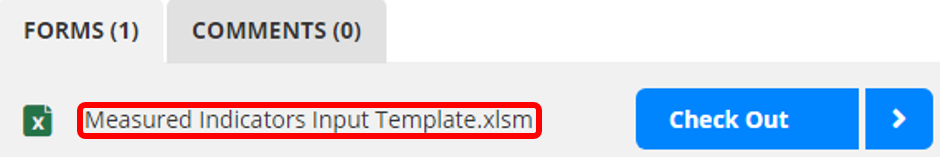 FORMS (1) COMMENTS (0)
X Measured Indicators Input Template.xlsm Check Out